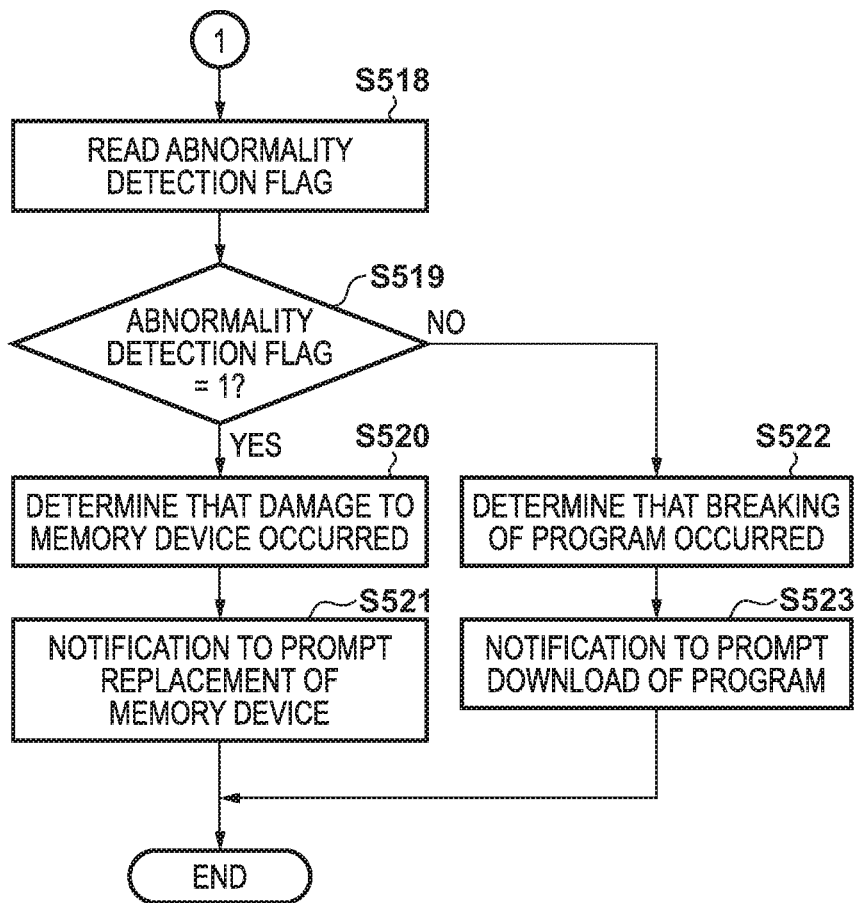 1
S518
READ ABNORMALITY
DETECTION FLAG
S519
ABNORMALITY
DETECTION FLAG
= 1?
NO
YES
S520
DETERMINE THAT DAMAGE TO
MEMORY DEVICE OCCURRED
S522
DETERMINE THAT BREAKING
OF PROGRAM OCCURRED
S521
NOTIFICATION TO PROMPT
REPLACEMENT OF
MEMORY DEVICE
S523
NOTIFICATION TO PROMPT
DOWNLOAD OF PROGRAM
END